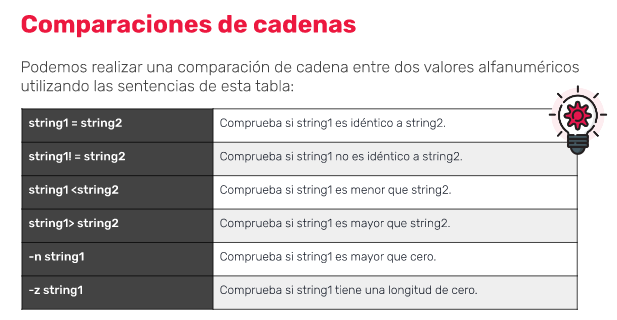 Comparaciones de cadenas
Podemos realizar una comparación de cadena entre dos valores alfanuméricos
utilizando las sentencias de esta tabla:
string1 = string2 Comprueba si string1 es idéntico a string2.
string1! = string2 Comprueba si string1 no es idéntico a string2.
string1 <string2 Comprueba si string1 es menor que string2.
string1> string2 Comprueba si string1 es mayor que string2.
-n string1 Comprueba si string1 es mayor que cero.
-z string1 Comprueba si string1 tiene una longitud de cero.